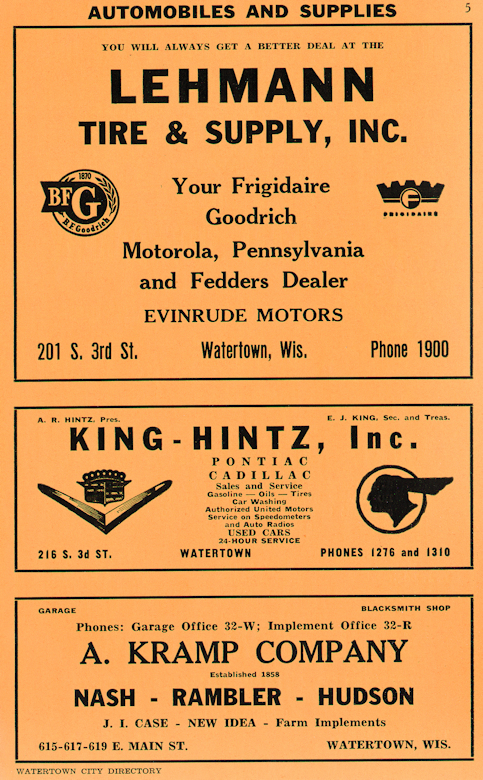 AUTOMOBILES AND SUPPLIES 5
YOU WILL ALWAYS GET A BETTER DEAL AT THE
LEHMANN
TIRE & SUPPLY, INC.
1870
BFG
B.F.Goodrich
Your Frigidaire
Goodrich
F
FRIGIDAIRE
Motorola, Pennsylvania
and Fedders Dealer
EVINRUDE MOTORS
201 S. 3rd St. Watertown, Wis. Phone 1900
A. R. HINTZ, Pres. E. J. KING, Sec. and Treas.
KING-HINTZ, Inc.
PONTIAC
CADILLAC
Sales and Service
Gasoline — Oils — Tires
Car Washing
Authorized United Motors
Service on Speedometers
and Auto Radios
USED CARS
24-HOUR SERVICE
216 S. 3d ST. WATERTOWN PHONES 1276 and 1310
GARAGE BLACKSMITH SHOP
Phones: Garage Office 32-W; Implement Office 32-R
A. KRAMP COMPANY
Established 1858
NASH - RAMBLER - HUDSON
J. I. CASE - NEW IDEA - Farm Implements
615-617-619 E. MAIN ST. WATERTOWN, WIS.
WATERTOWN CITY DIRECTORY